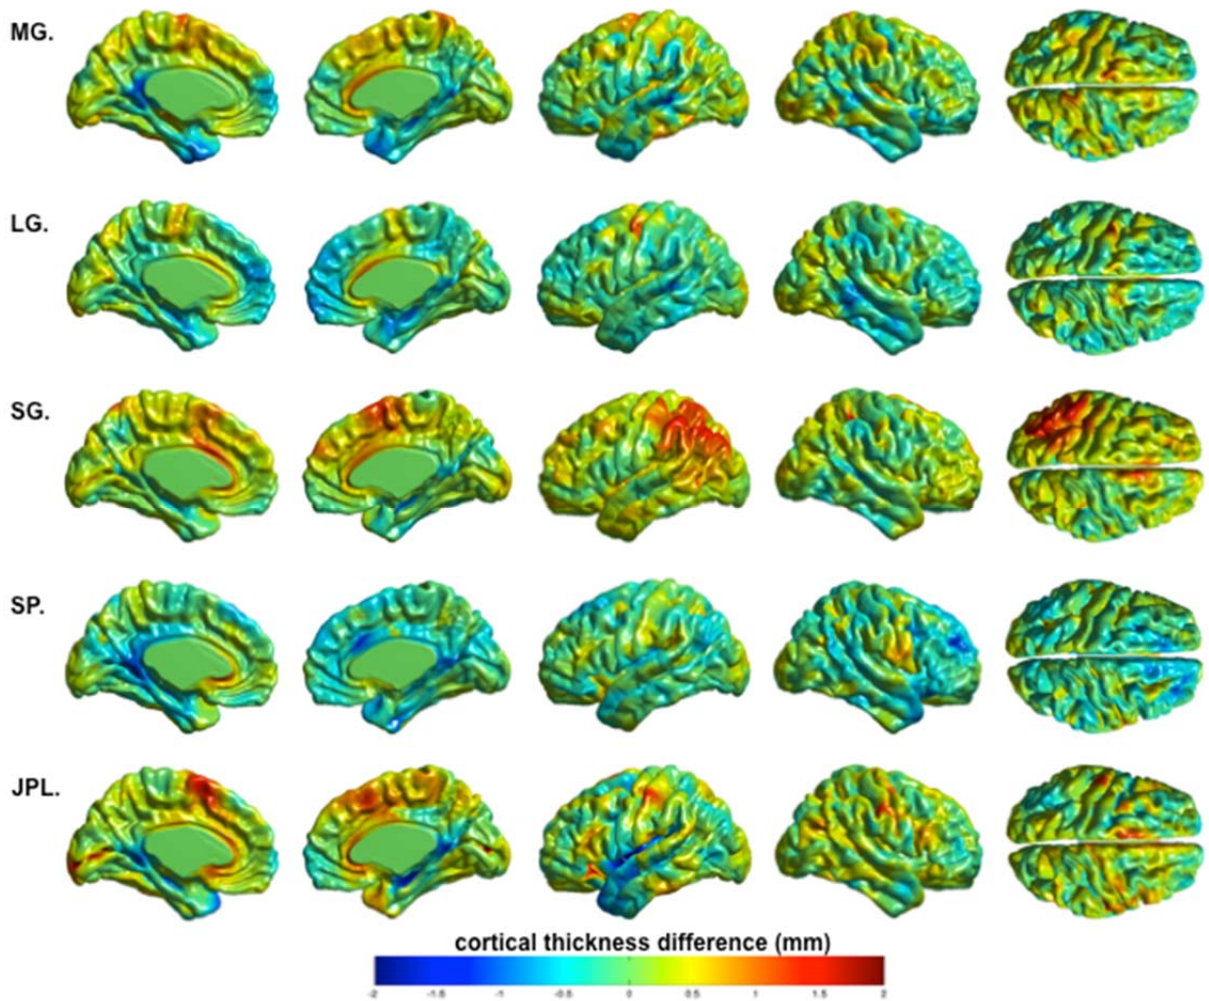 MG.
LG.
SG.
SP.
JPL.
cortical thickness difference (mm)
-2 -1.5 -1 -0.5 0 0.5 1 1.5 2